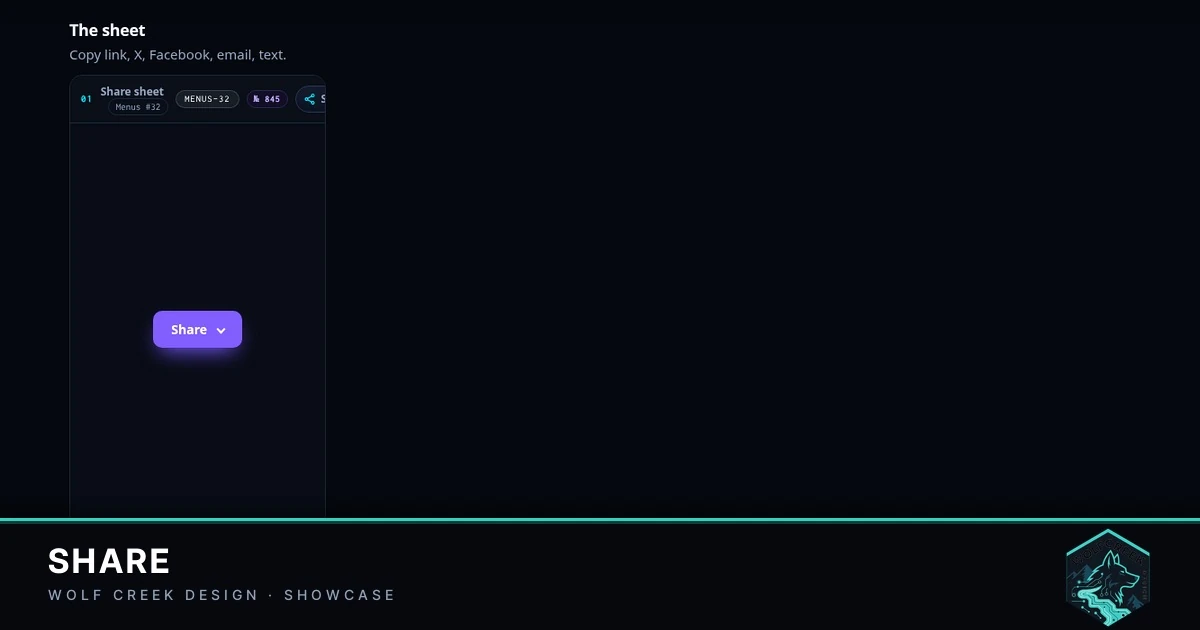 The sheet
Copy link, X, Facebook, email, text.
01 Share sheet MENUS-32 № 845 S
Menus #32
Share
SHARE
WOLF CREEK DESIGN · SHOWCASE